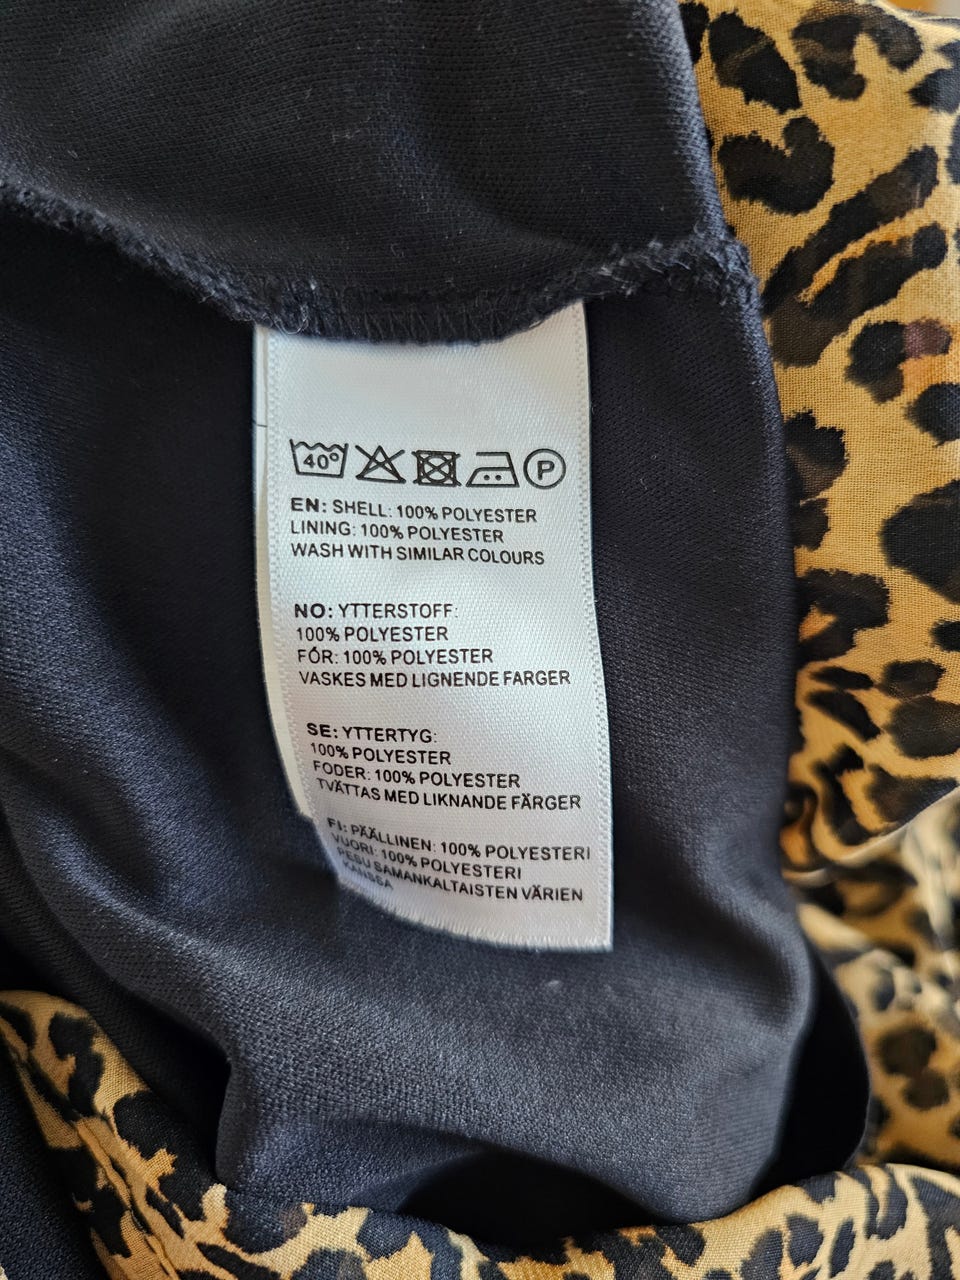 40°
P
EN: SHELL: 100% POLYESTER
LINING: 100% POLYESTER
WASH WITH SIMILAR COLOURS
NO: YTTERSTOFF:
100% POLYESTER
FÓR: 100% POLYESTER
VASKES MED LIGNENDE FARGER
SE: YTTERTYG:
100% POLYESTER
FODER: 100% POLYESTER
TVÄTTAS MED LIKNANDE FÄRGER
FI: PÄÄLLINEN: 100% POLYESTERI
VUORI: 100% POLYESTERI
PESU SAMANKALTAISTEN VÄRIEN
KANSSA